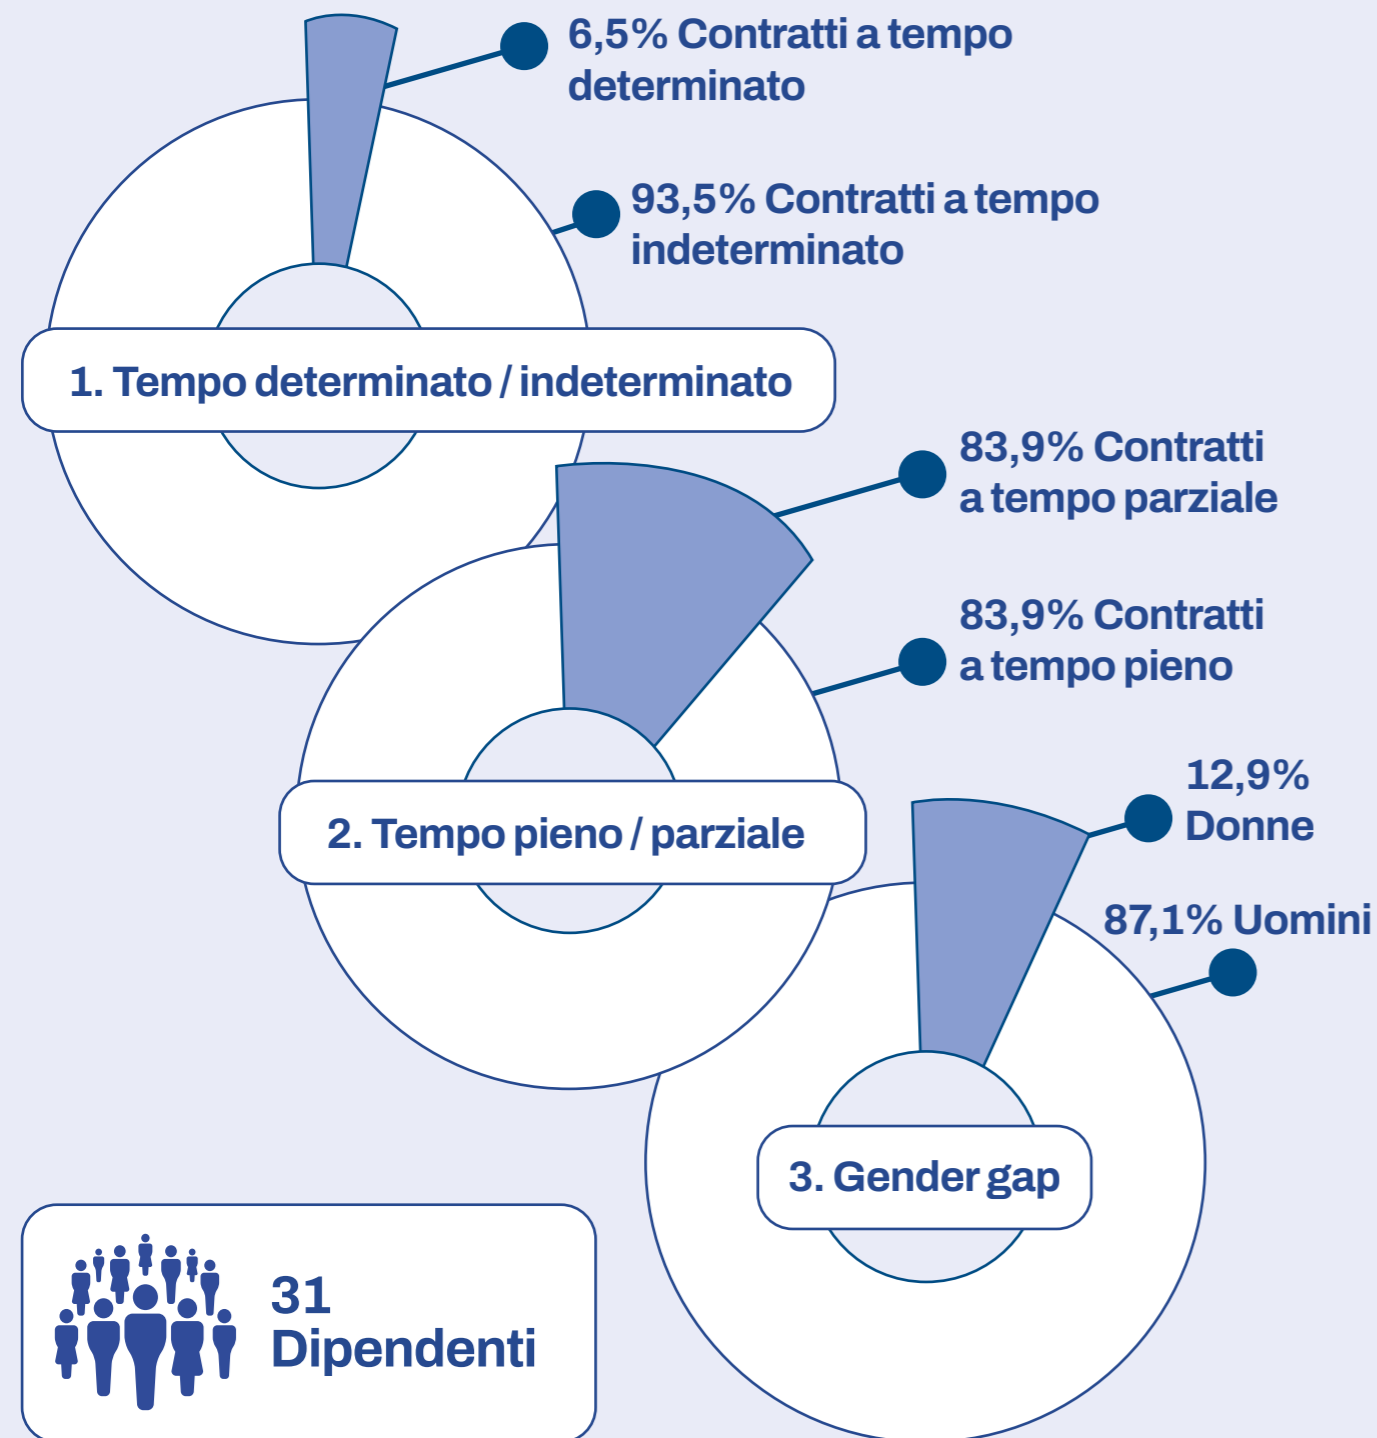 6,5% Contratti a tempo
determinato
93,5% Contratti a tempo
indeterminato
1. Tempo determinato / indeterminato
83,9% Contratti
a tempo parziale
83,9% Contratti
a tempo pieno
2. Tempo pieno / parziale
12,9%
Donne
87,1% Uomini
3. Gender gap
31
Dipendenti